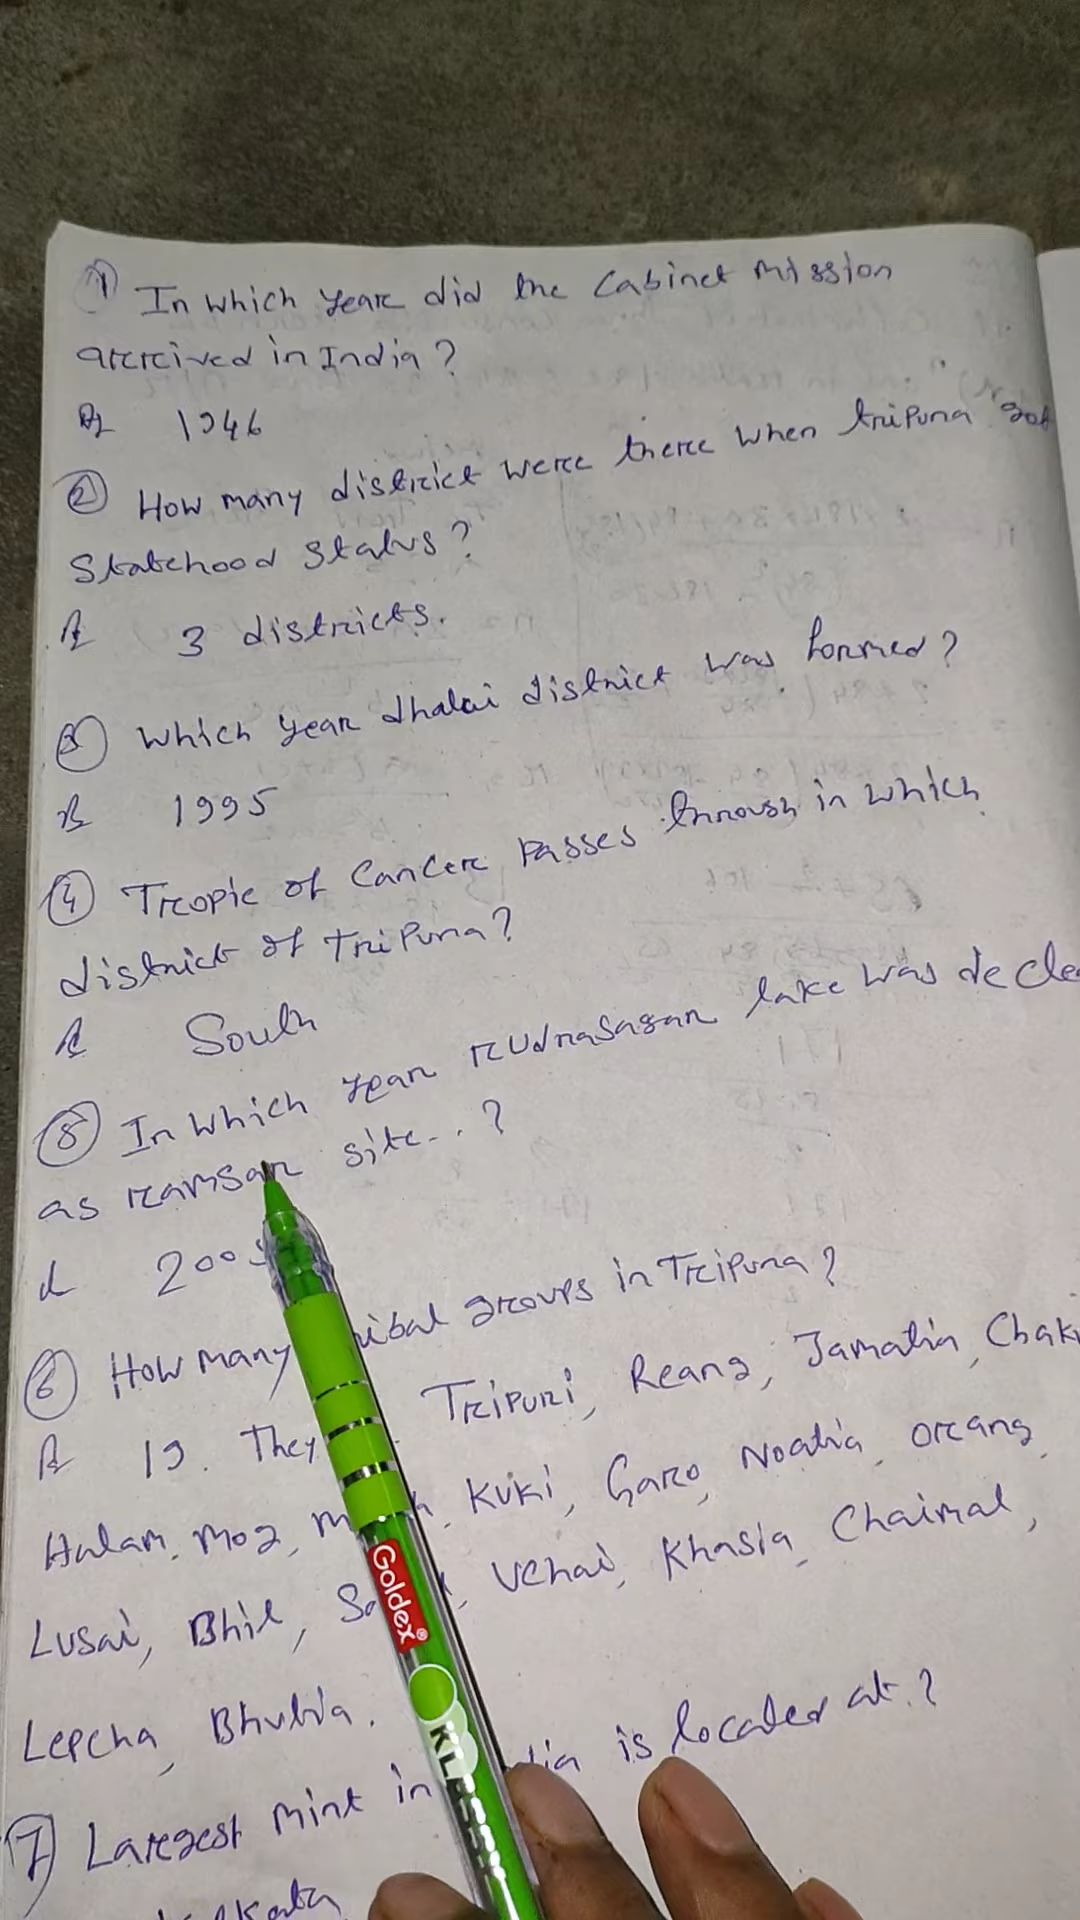 ① In which year did the Cabinet Mission
arrived in India?
A 1946
② How many district were there when tripura got
Statehood status?
A 3 districts.
③ Which year dhalai district was formed?
A 1995
④ Tropic of Cancer passes through in which
district of Tripura?
A South
⑤ In which year rudrasagar lake was
as ramsar site..?
A
⑥ How many groups in Tripura?
A 19. They Tripuri, Reang, Jamatia,
Halam, Mog, Kuki, Garo, Noatia, Orang,
Lusai, Bhil, Uchai, Khasia, Chaimal,
Lepcha, Bhutia.
⑦ Largest mint in is located at.?
Goldex®
KLASSY